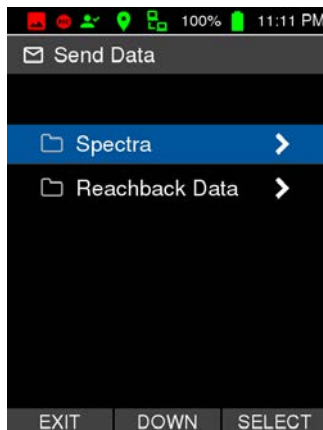 100% 11:11 PM
Send Data
Spectra
Reachback Data
EXIT DOWN SELECT